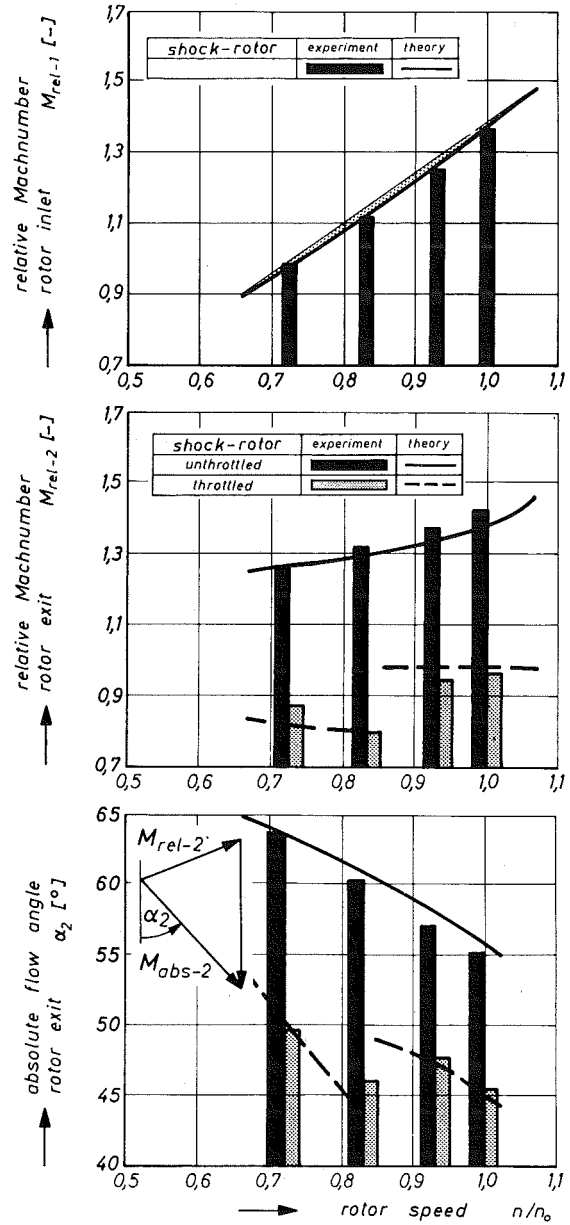 relative Machnumber
rotor inlet M_rel-1 [-]
1,7
1,5
1,3
1,1
0,9
0,7
shock-rotor experiment theory
0,5 0,6 0,7 0,8 0,9 1,0 1,1
relative Machnumber
rotor exit M_rel-2 [-]
1,7
1,5
1,3
1,1
0,9
0,7
shock-rotor experiment theory
unthrottled
throttled
0,5 0,6 0,7 0,8 0,9 1,0 1,1
absolute flow angle
rotor exit α2 [°]
65
60
55
50
45
40
M_rel-2
α2
M_abs-2
0,5 0,6 0,7 0,8 0,9 1,0 1,1
rotor speed n/n₀